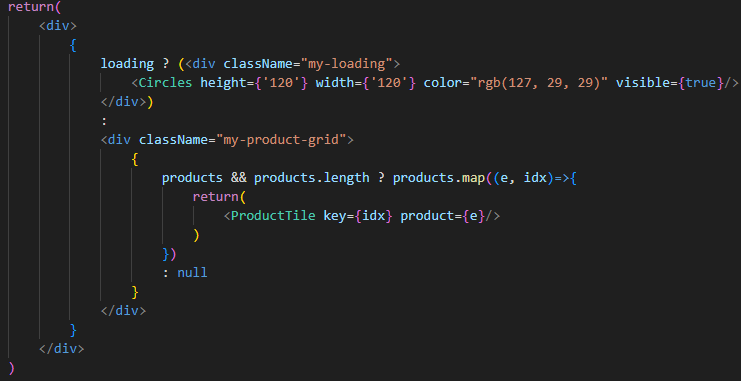 return(
<div>
{
loading ? (<div className="my-loading">
<Circles height={'120'} width={'120'} color="rgb(127, 29, 29)" visible={true}/>
</div>)
:
<div className="my-product-grid">
{
products && products.length ? products.map((e, idx)=>{
return(
<ProductTile key={idx} product={e}/>
)
})
: null
}
</div>
}
</div>
)